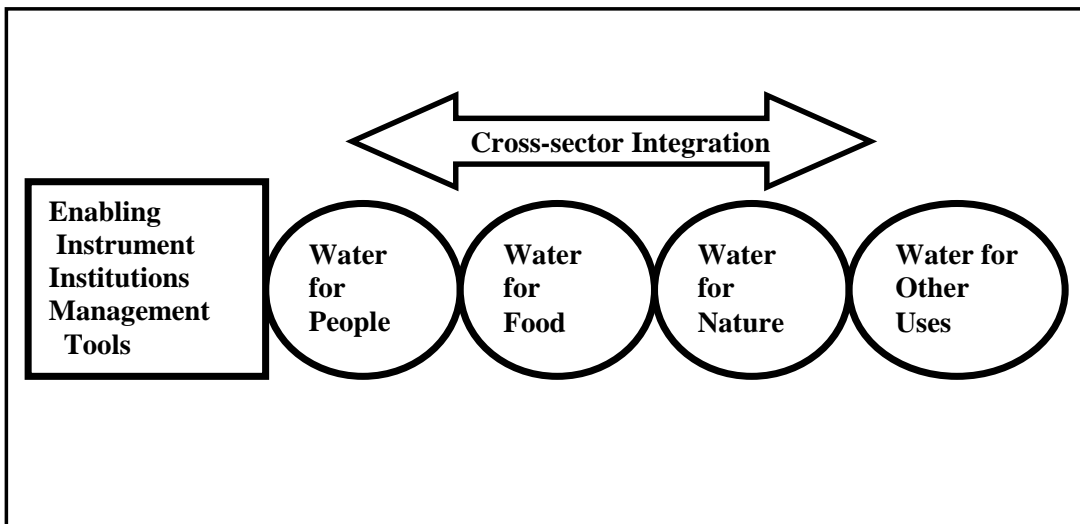 Cross-sector Integration
Enabling
Instrument
Institutions
Management
Tools
Water
for
People
Water
for
Food
Water
for
Nature
Water for
Other
Uses